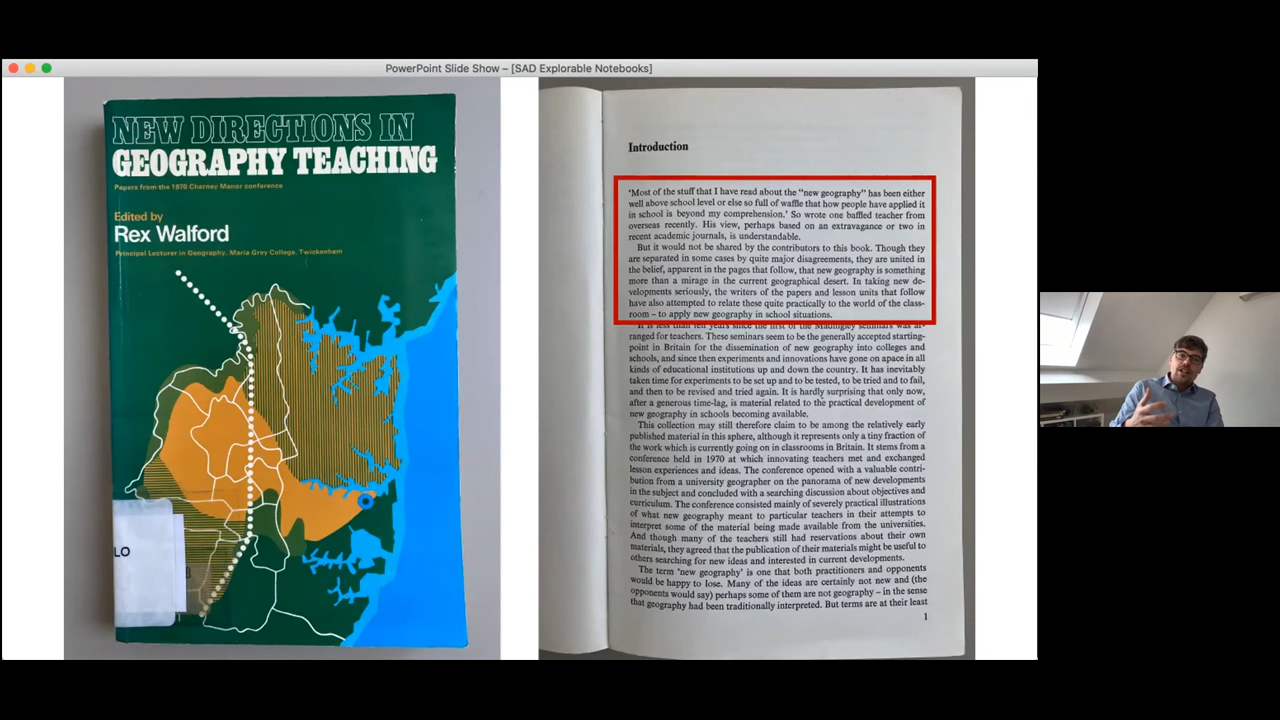 PowerPoint Slide Show – [SAD Explorable Notebooks]
NEW DIRECTIONS IN
GEOGRAPHY TEACHING
Papers from the 1970 Charney Manor conference
Edited by
Rex Walford
Principal Lecturer in Geography, Maria Grey College, Twickenham
LO
Introduction
'Most of the stuff that I have read about the "new geography" has been either
well above school level or else so full of waffle that how people have applied it
in school is beyond my comprehension.' So wrote one baffled teacher from
overseas recently. His view, perhaps based on an extravagance or two in
recent academic journals, is understandable.
But it would not be shared by the contributors to this book. Though they
are separated in some cases by quite major disagreements, they are united in
the belief, apparent in the pages that follow, that new geography is something
more than a mirage in the current geographical desert. In taking new de-
velopments seriously, the writers of the papers and lesson units that follow
have also attempted to relate these quite practically to the world of the class-
room – to apply new geography in school situations.
It is less than ten years since the first of the Madingley seminars was ar-
ranged for teachers. These seminars seem to be the generally accepted starting-
point in Britain for the dissemination of new geography into colleges and
schools, and since then experiments and innovations have gone on apace in all
kinds of educational institutions up and down the country. It has inevitably
taken time for experiments to be set up and to be tested, to be tried and to fail,
and then to be revised and tried again. It is hardly surprising that only now,
after a generous time-lag, is material related to the practical development of
new geography in schools becoming available.
This collection may still therefore claim to be among the relatively early
published material in this sphere, although it represents only a tiny fraction of
the work which is currently going on in classrooms in Britain. It stems from a
conference held in 1970 at which innovating teachers met and exchanged
lesson experiences and ideas. The conference opened with a valuable contri-
bution from a university geographer on the panorama of new developments
in the subject and concluded with a searching discussion about objectives and
curriculum. The conference consisted mainly of severely practical illustrations
of what new geography meant to particular teachers in their attempts to
interpret some of the material being made available from the universities.
And though many of the teachers still had reservations about their own
materials, they agreed that the publication of their materials might be useful to
others searching for new ideas and interested in current developments.
The term 'new geography' is one that both practitioners and opponents
would be happy to lose. Many of the ideas are certainly not new and (the
opponents would say) perhaps some of them are not geography – in the sense
that geography had been traditionally interpreted. But terms are at their least
1